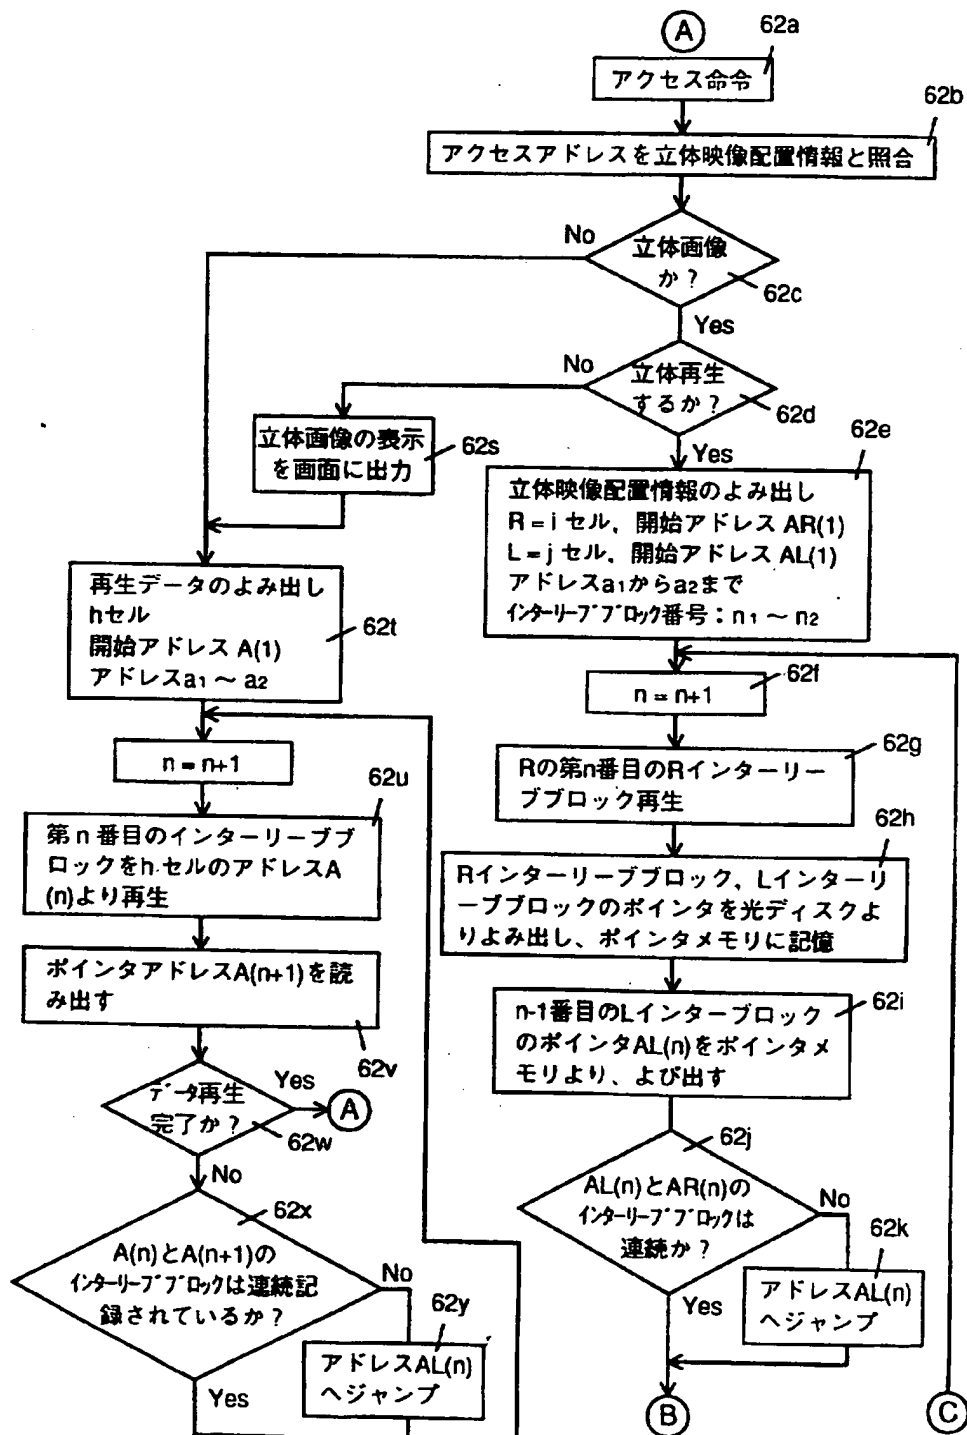 A
62a
アクセス命令
62b
アクセスアドレスを立体映像配置情報と照合
No
立体画像
か？
62c
Yes
No
立体再生
するか？
62d
Yes
立体画像の表示
を画面に出力
62s
62e
立体映像配置情報のよみ出し
R=iセル, 開始アドレス AR(1)
L=jセル, 開始アドレス AL(1)
アドレスa1からa2まで
インターリーブブロック番号：n1～n2
再生データのよみ出し
hセル
開始アドレス A(1)
アドレスa1～a2
62t
62f
n=n+1
n=n+1
62g
Rの第n番目のRインターリー
ブブロック再生
62u
第n番目のインターリーブブ
ロックをh.セルのアドレスA
(n)より再生
62h
Rインターリーブブロック, Lインターリ
ーブブロックのポインタを光ディスクよ
りよみ出し、ポインタメモリに記憶
ポインタアドレスA(n+1)を読
み出す
62v
62i
n-1番目のLインターブロック
のポインタAL(n)をポインタメ
モリより、よび出す
データ再生
完了か？
Yes
A
62w
No
62j
AL(n)とAR(n)の
インターリーブブロックは
連続か？
No
62k
アドレスAL(n)
へジャンプ
Yes
62x
A(n)とA(n+1)の
インターリーブブロックは連続記
録されているか？
No
62y
アドレスAL(n)
へジャンプ
Yes
B
C